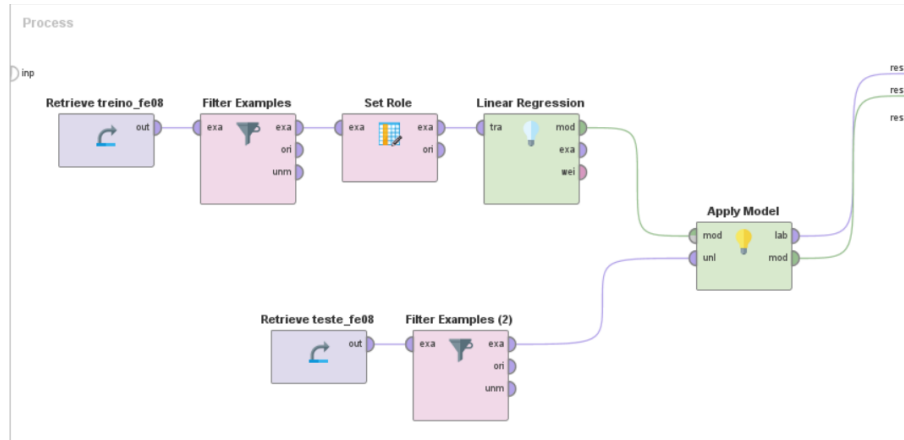 Process
inp
res
res
res
Retrieve treino_fe08
out
Filter Examples
exa exa
ori
unm
Set Role
exa exa
ori
Linear Regression
tra mod
exa
wei
Apply Model
mod lab
unl mod
Retrieve teste_fe08
out
Filter Examples (2)
exa exa
ori
unm